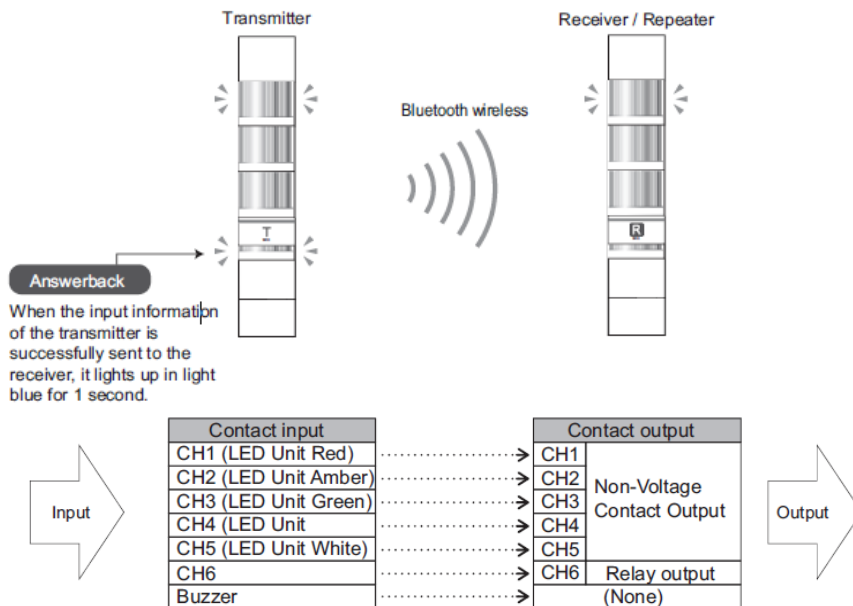 Transmitter
Receiver / Repeater
Bluetooth wireless
T
R
Answerback
When the input information
of the transmitter is
successfully sent to the
receiver, it lights up in light
blue for 1 second.
Contact input
Contact output
CH1 (LED Unit Red)
CH1
CH2 (LED Unit Amber)
CH2
CH3 (LED Unit Green)
CH3
CH4 (LED Unit
CH4
CH5 (LED Unit White)
CH5
Non-Voltage
Contact Output
CH6
CH6
Relay output
Buzzer
(None)
Input
Output